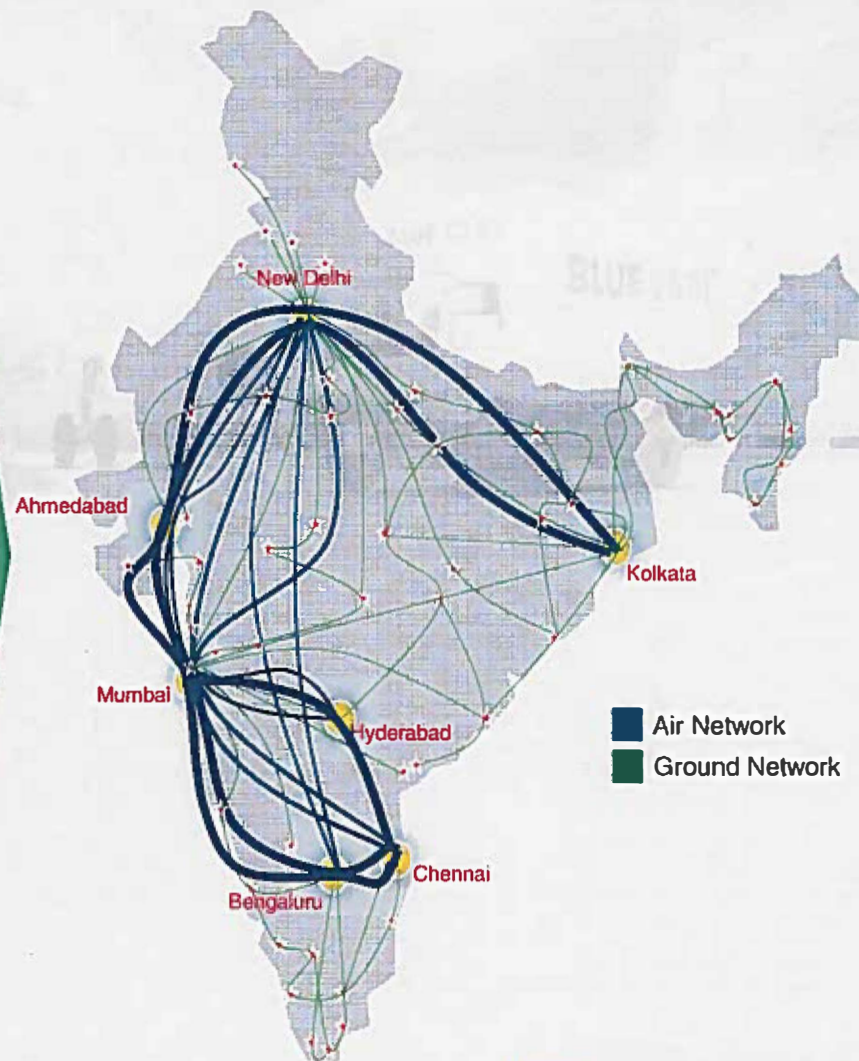 New Delhi
Ahmedabad
Kolkata
Mumbai
Hyderabad
Air Network
Ground Network
Chennai
Bengaluru